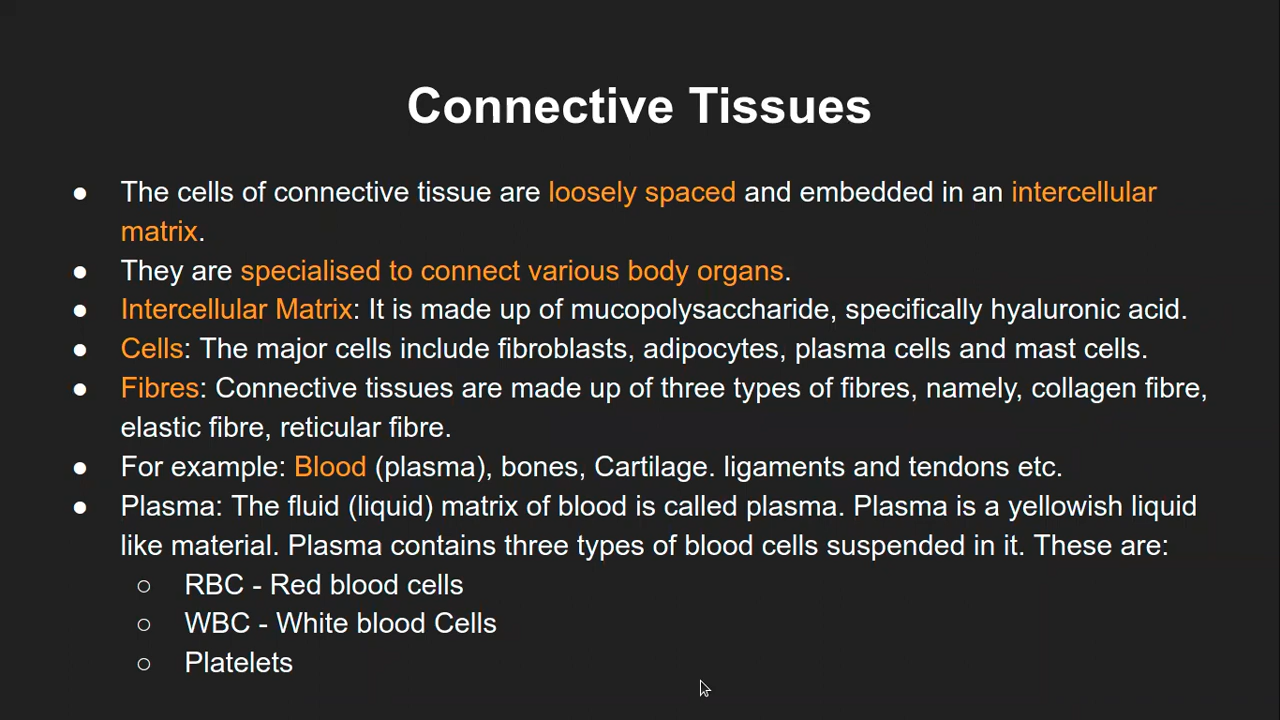 Connective Tissues
● The cells of connective tissue are loosely spaced and embedded in an intercellular
matrix.
● They are specialised to connect various body organs.
● Intercellular Matrix: It is made up of mucopolysaccharide, specifically hyaluronic acid.
● Cells: The major cells include fibroblasts, adipocytes, plasma cells and mast cells.
● Fibres: Connective tissues are made up of three types of fibres, namely, collagen fibre,
elastic fibre, reticular fibre.
● For example: Blood (plasma), bones, Cartilage. ligaments and tendons etc.
● Plasma: The fluid (liquid) matrix of blood is called plasma. Plasma is a yellowish liquid
like material. Plasma contains three types of blood cells suspended in it. These are:
○ RBC - Red blood cells
○ WBC - White blood Cells
○ Platelets